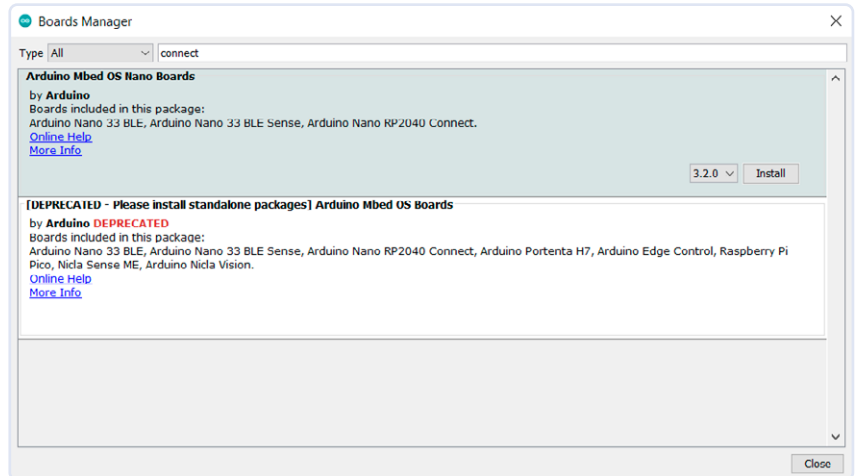 Boards Manager
Type All connect
Arduino Mbed OS Nano Boards
by Arduino
Boards included in this package:
Arduino Nano 33 BLE, Arduino Nano 33 BLE Sense, Arduino Nano RP2040 Connect.
Online Help
More Info
3.2.0 Install
[DEPRECATED - Please install standalone packages] Arduino Mbed OS Boards
by Arduino DEPRECATED
Boards included in this package:
Arduino Nano 33 BLE, Arduino Nano 33 BLE Sense, Arduino Nano RP2040 Connect, Arduino Portenta H7, Arduino Edge Control, Raspberry Pi
Pico, Nicla Sense ME, Arduino Nicla Vision.
Online Help
More Info
Close